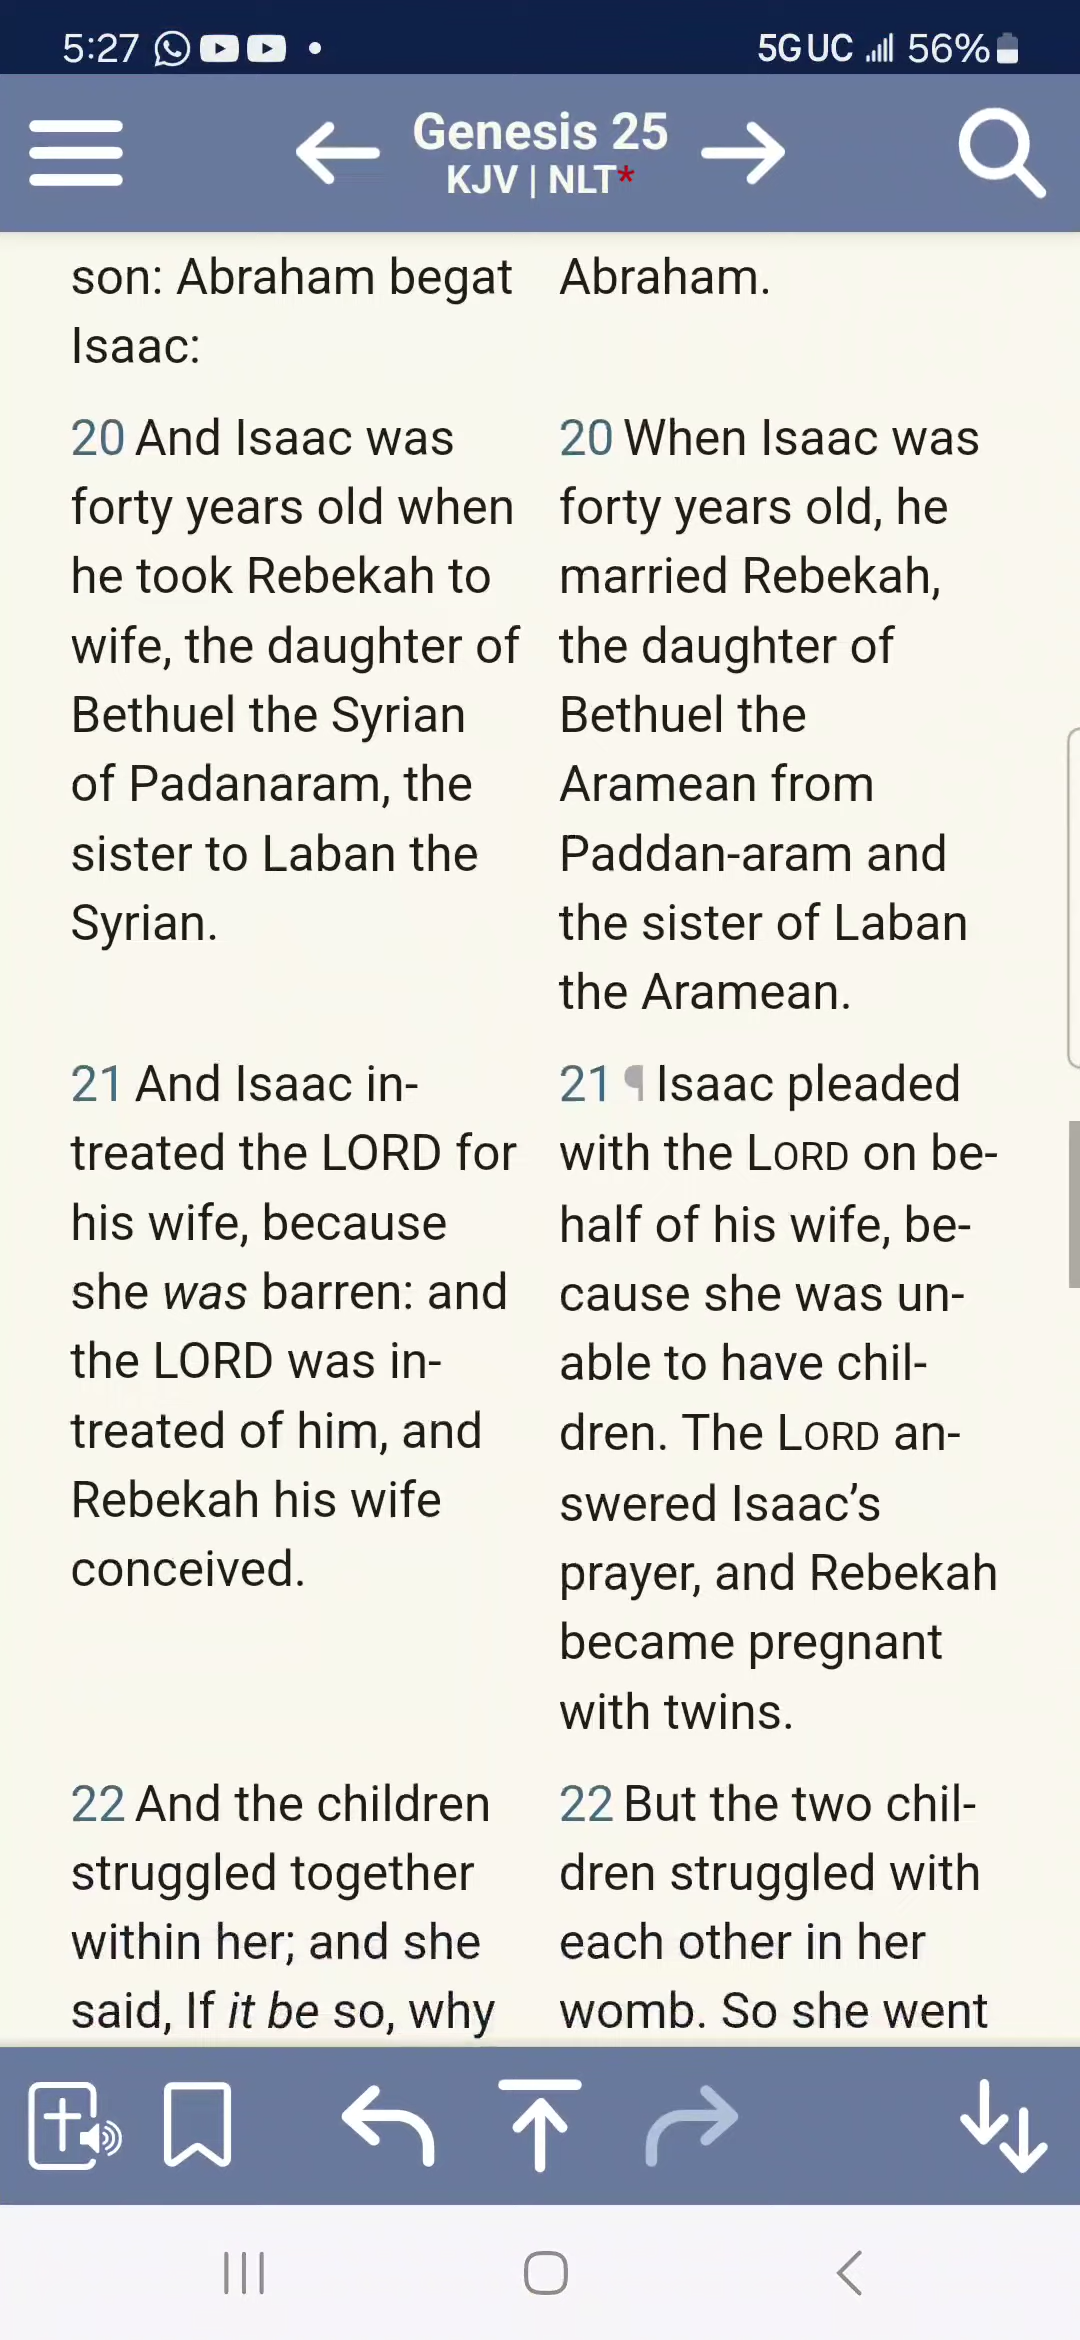 5:27
5G UC 56%
Genesis 25
KJV | NLT*
son: Abraham begat
Isaac:
20 And Isaac was
forty years old when
he took Rebekah to
wife, the daughter of
Bethuel the Syrian
of Padanaram, the
sister to Laban the
Syrian.
21 And Isaac in-
treated the LORD for
his wife, because
she was barren: and
the LORD was in-
treated of him, and
Rebekah his wife
conceived.
22 And the children
struggled together
within her; and she
said, If it be so, why
Abraham.
20 When Isaac was
forty years old, he
married Rebekah,
the daughter of
Bethuel the
Aramean from
Paddan-aram and
the sister of Laban
the Aramean.
21 ¶ Isaac pleaded
with the LORD on be-
half of his wife, be-
cause she was un-
able to have chil-
dren. The LORD an-
swered Isaac’s
prayer, and Rebekah
became pregnant
with twins.
22 But the two chil-
dren struggled with
each other in her
womb. So she went